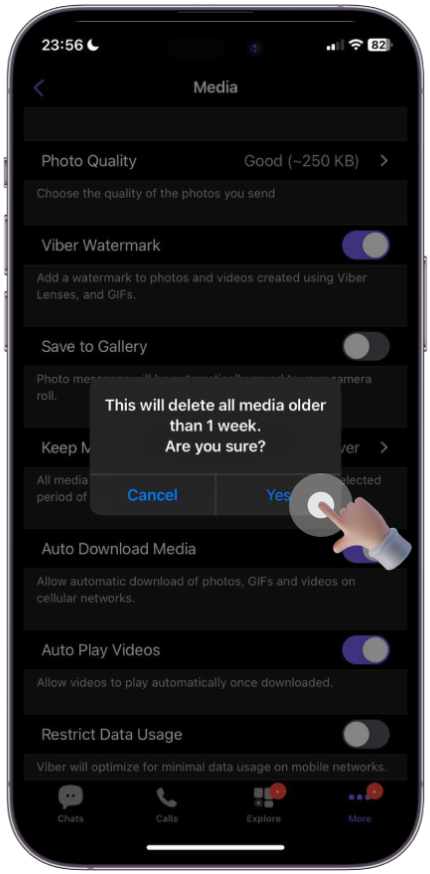 23:56
82
Media
Photo Quality Good (~250 KB)
Choose the quality of the photos you send
Viber Watermark
Add a watermark to photos and videos created using Viber
Lenses, and GIFs.
Save to Gallery
Photo mess camera
roll.
This will delete all media older
than 1 week.
Are you sure?
Keep M ver
All media elected
period of
Cancel Yes
Auto Download Media
Allow automatic download of photos, GIFs and videos on
cellular networks.
Auto Play Videos
Allow videos to play automatically once downloaded.
Restrict Data Usage
Viber will optimize for minimal data usage on mobile networks.
Chats Calls Explore More